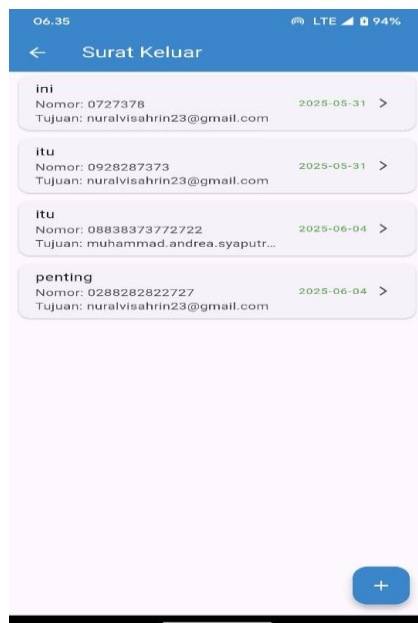 06.35 LTE 94%
Surat Keluar
ini
Nomor: 0727378
Tujuan: nuralvisahrin23@gmail.com
2025-05-31
itu
Nomor: 0928287373
Tujuan: nuralvisahrin23@gmail.com
2025-05-31
itu
Nomor: 08838373772722
Tujuan: muhammad.andrea.syaputr...
2025-06-04
penting
Nomor: 0288282822727
Tujuan: nuralvisahrin23@gmail.com
2025-06-04
+